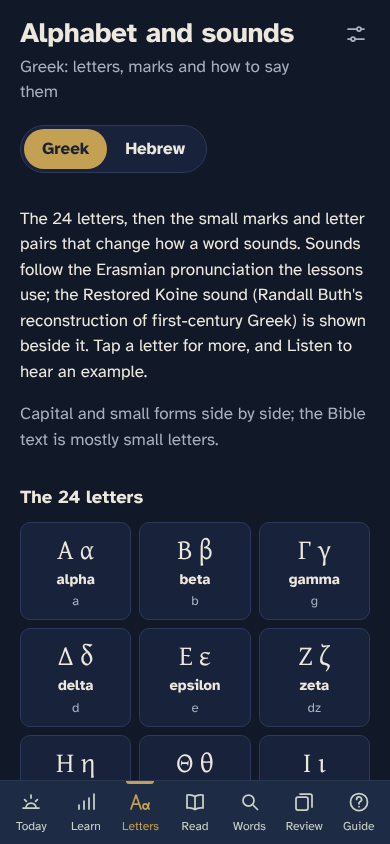 Alphabet and sounds
Greek: letters, marks and how to say
them
Greek Hebrew
The 24 letters, then the small marks and letter
pairs that change how a word sounds. Sounds
follow the Erasmian pronunciation the lessons
use; the Restored Koine sound (Randall Buth's
reconstruction of first-century Greek) is shown
beside it. Tap a letter for more, and Listen to
hear an example.
Capital and small forms side by side; the Bible
text is mostly small letters.
The 24 letters
Α α Β β Γ γ
alpha beta gamma
a b g
Δ δ Ε ε Ζ ζ
delta epsilon zeta
d e dz
Η η Θ θ Ι ι
Αα
Today Learn Letters Read Words Review Guide